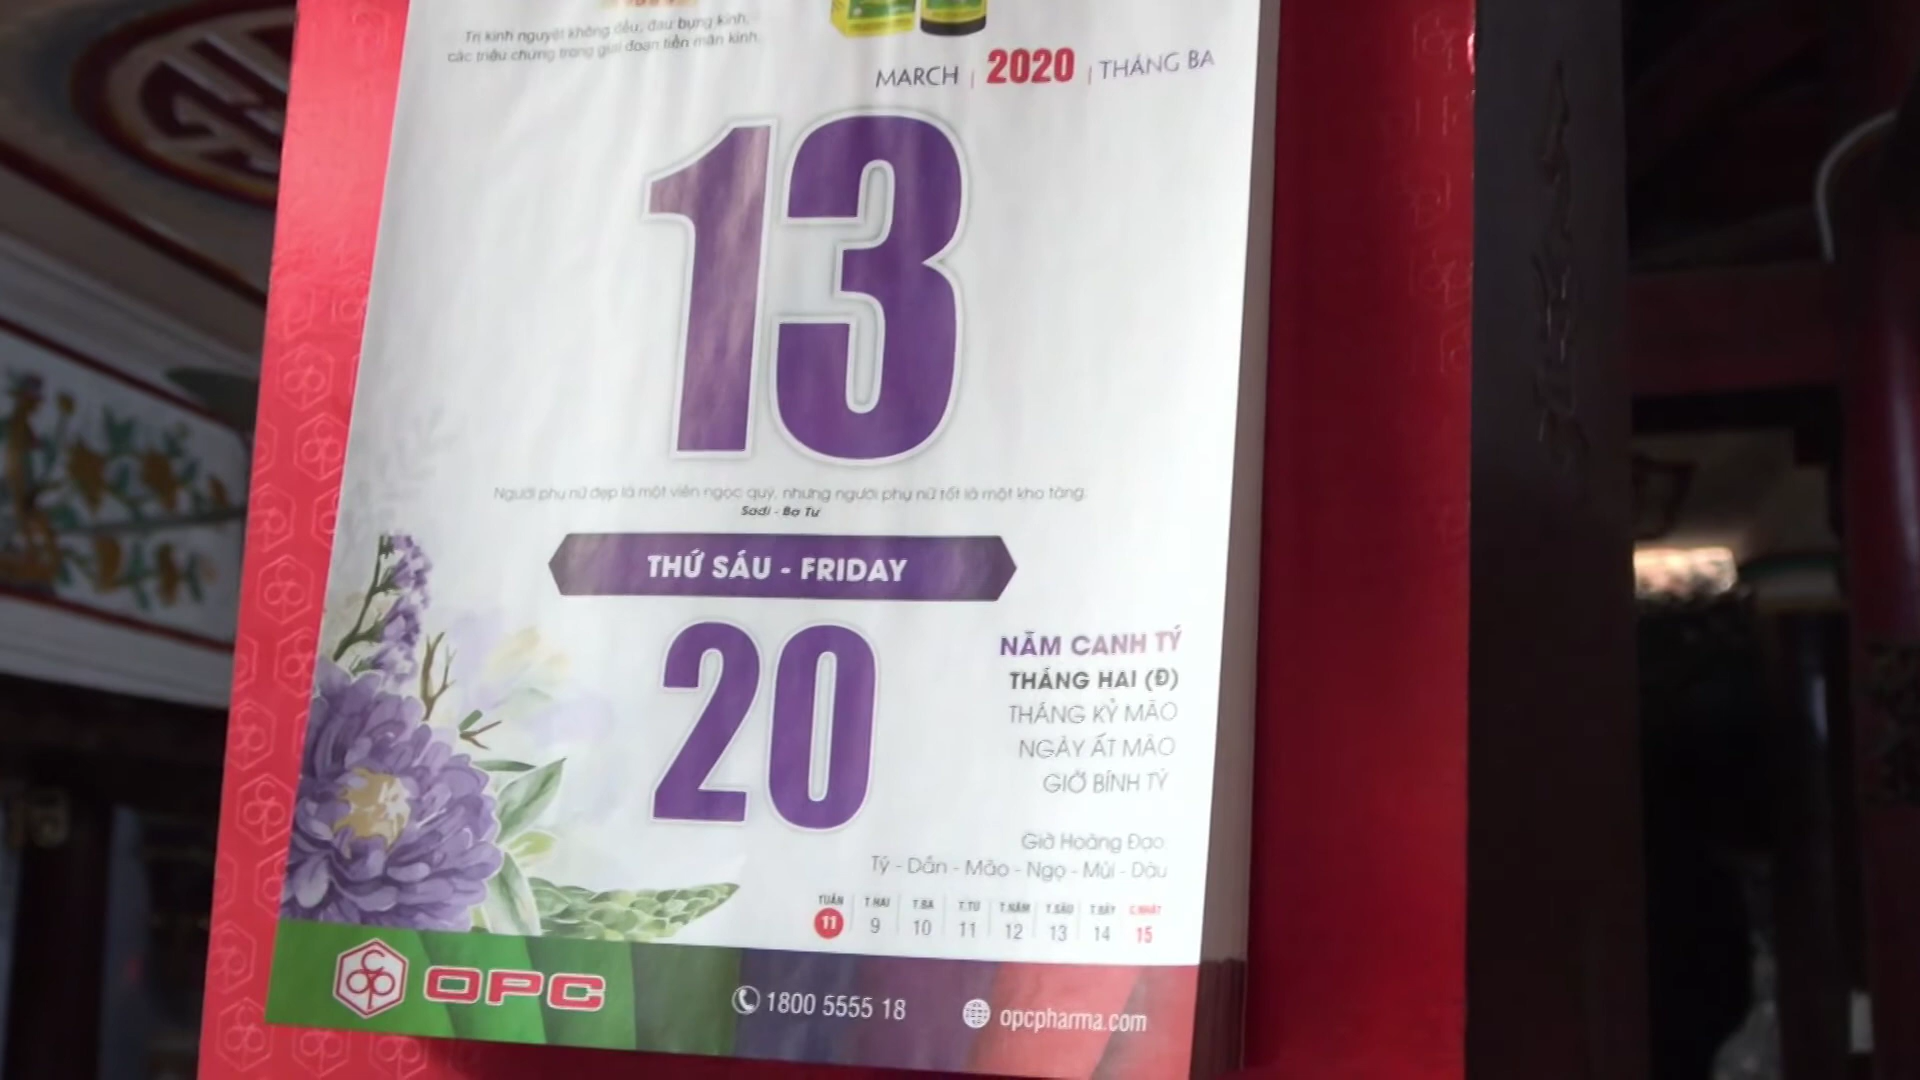 Trị kinh nguyệt không đều, đau bụng kinh,
các triệu chứng trong giai đoạn tiền mãn kinh.
MARCH | 2020 | THÁNG BA
13
Người phụ nữ đẹp là một viên ngọc quý, nhưng người phụ nữ tốt là một kho tàng.
Sadi - Ba Tư
THỨ SÁU - FRIDAY
20
NĂM CANH TÝ
THÁNG HAI (Đ)
THÁNG KỶ MÃO
NGÀY ẤT MÃO
GIỜ BÍNH TÝ
Giờ Hoàng Đạo:
Tý - Dần - Mão - Ngọ - Mùi - Dậu
TUẦN T.HAI T.BA T.TƯ T.NĂM T.SÁU T.BẢY C.NHẬT
11 9 10 11 12 13 14 15
OPC 1800 5555 18 opcpharma.com